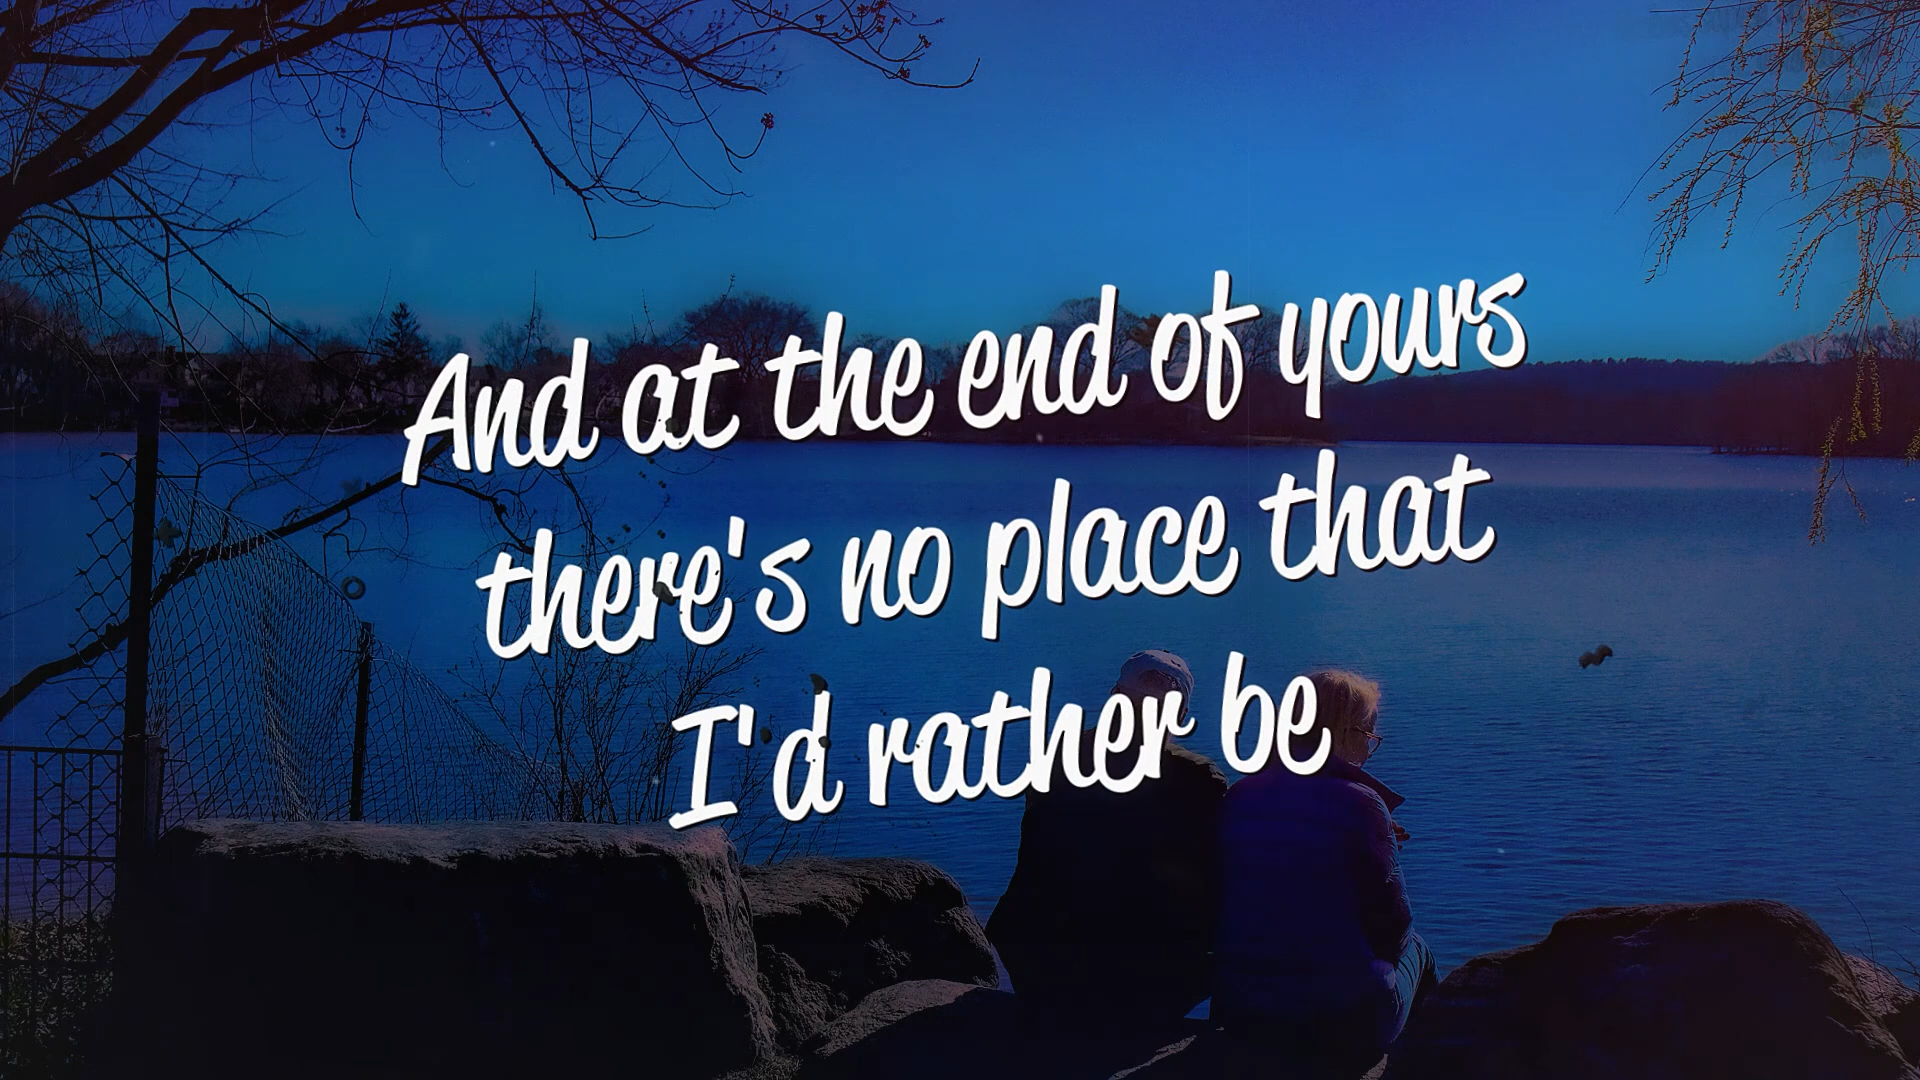 And at the end of yours
there's no place that
I'd rather be